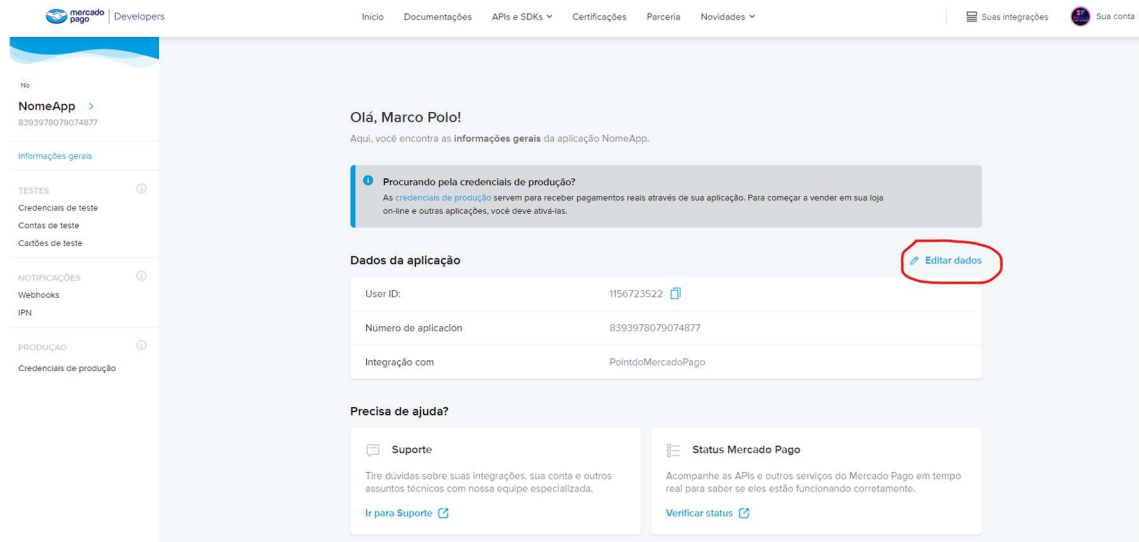 mercado pago | Developers
Início
Documentações
APIs e SDKs
Certificações
Parceria
Novidades
Suas integrações
SF
Sua conta
No
NomeApp
8393978079074877
Informações gerais
TESTES
Credenciais de teste
Contas de teste
Cartões de teste
NOTIFICAÇÕES
Webhooks
IPN
PRODUÇÃO
Credenciais de produção
Olá, Marco Polo!
Aqui, você encontra as informações gerais da aplicação NomeApp.
Procurando pela credenciais de produção?
As credenciais de produção servem para receber pagamentos reais através de sua aplicação. Para começar a vender em sua loja
on-line e outras aplicações, você deve ativá-las.
Dados da aplicação
Editar dados
User ID: 1156723522
Número de aplicación 8393978079074877
Integração com PointdoMercadoPago
Precisa de ajuda?
Suporte
Tire dúvidas sobre suas integrações, sua conta e outros
assuntos técnicos com nossa equipe especializada.
Ir para Suporte
Status Mercado Pago
Acompanhe as APIs e outros serviços do Mercado Pago em tempo
real para saber se eles estão funcionando corretamente.
Verificar status